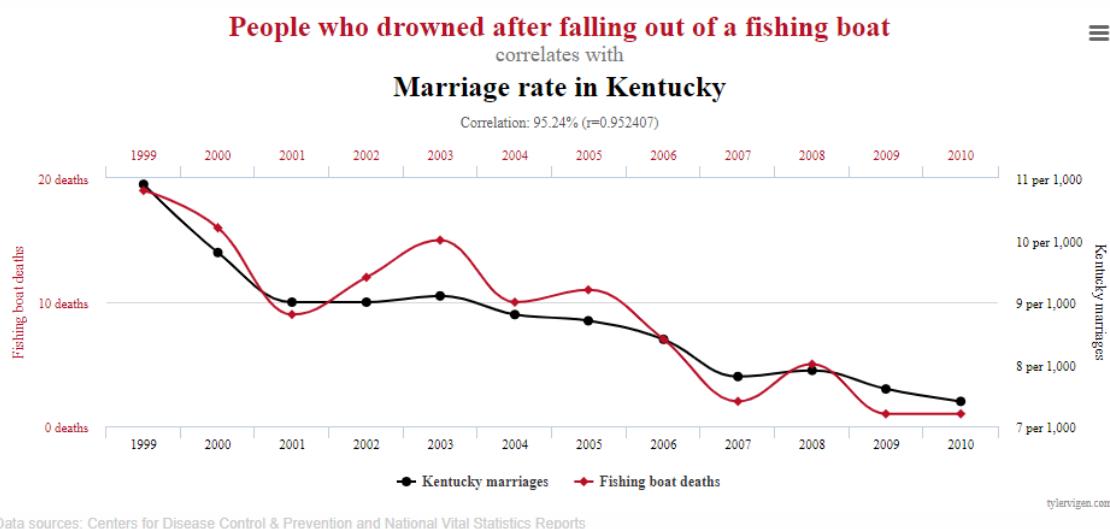 People who drowned after falling out of a fishing boat
correlates with
Marriage rate in Kentucky
Correlation: 95.24% (r=0.952407)
1999 2000 2001 2002 2003 2004 2005 2006 2007 2008 2009 2010
20 deaths
10 deaths
0 deaths
Fishing boat deaths
11 per 1,000
10 per 1,000
9 per 1,000
8 per 1,000
7 per 1,000
Kentucky marriages
1999 2000 2001 2002 2003 2004 2005 2006 2007 2008 2009 2010
Kentucky marriages Fishing boat deaths
tylervigen.com
Data sources: Centers for Disease Control & Prevention and National Vital Statistics Reports